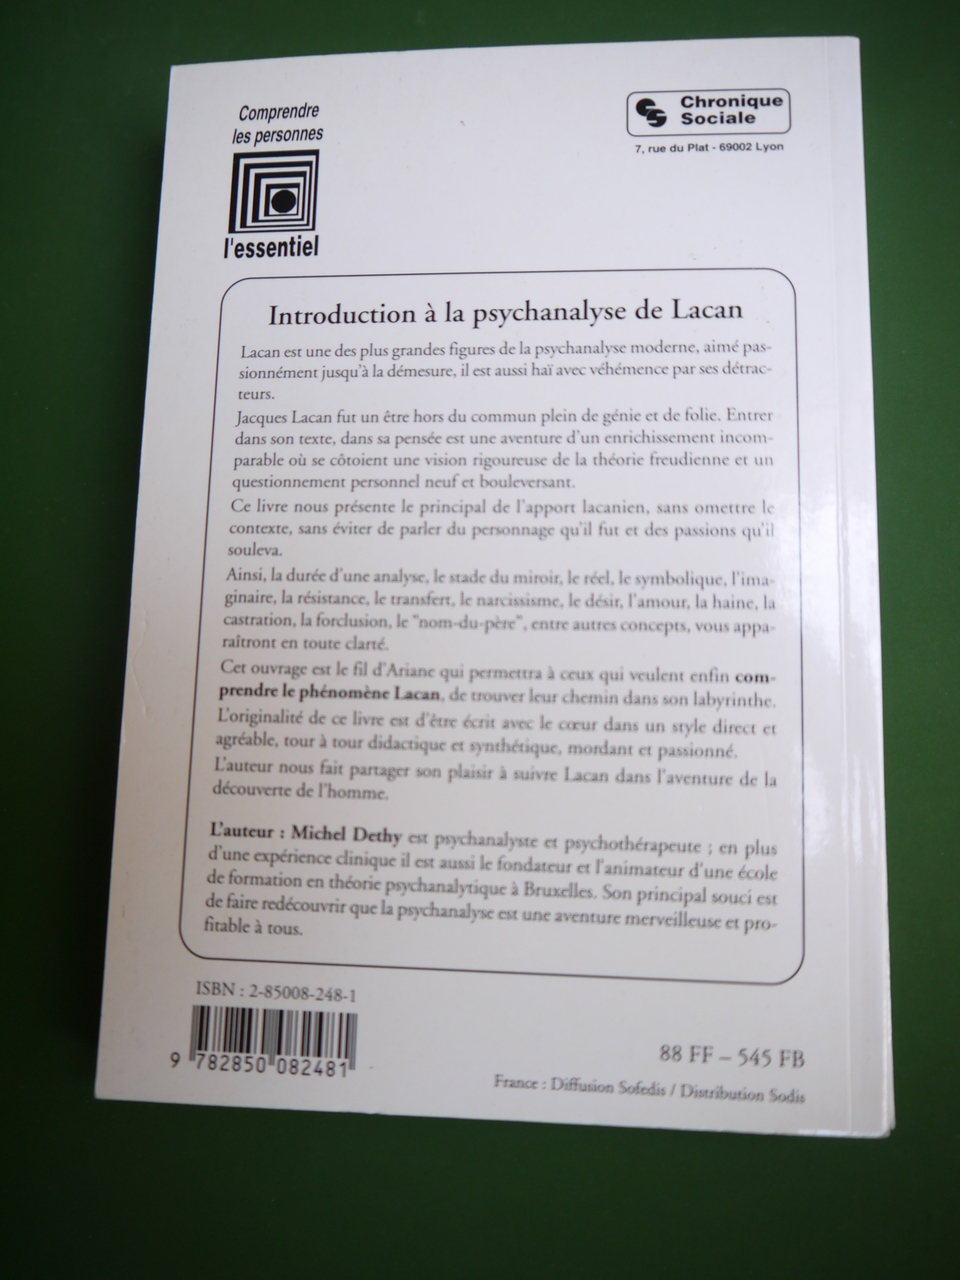 Comprendre
les personnes
l'essentiel
Chronique
Sociale
7, rue du Plat - 69002 Lyon
Introduction à la psychanalyse de Lacan
Lacan est une des plus grandes figures de la psychanalyse moderne, aimé pas-
sionnément jusqu'à la démesure, il est aussi haï avec véhémence par ses détrac-
teurs.
Jacques Lacan fut un être hors du commun plein de génie et de folie. Entrer
dans son texte, dans sa pensée est une aventure d'un enrichissement incom-
parable où se côtoient une vision rigoureuse de la théorie freudienne et un
questionnement personnel neuf et bouleversant.
Ce livre nous présente le principal de l'apport lacanien, sans omettre le
contexte, sans éviter de parler du personnage qu'il fut et des passions qu'il
souleva.
Ainsi, la durée d'une analyse, le stade du miroir, le réel, le symbolique, l'ima-
ginaire, la résistance, le transfert, le narcissisme, le désir, l'amour, la haine, la
castration, la forclusion, le "nom-du-père", entre autres concepts, vous appa-
raîtront en toute clarté.
Cet ouvrage est le fil d'Ariane qui permettra à ceux qui veulent enfin com-
prendre le phénomène Lacan, de trouver leur chemin dans son labyrinthe.
L'originalité de ce livre est d'être écrit avec le cœur dans un style direct et
agréable, tour à tour didactique et synthétique, mordant et passionné.
L'auteur nous fait partager son plaisir à suivre Lacan dans l'aventure de la
découverte de l'homme.
L'auteur : Michel Dethy est psychanalyste et psychothérapeute ; en plus
d'une expérience clinique il est aussi le fondateur et l'animateur d'une école
de formation en théorie psychanalytique à Bruxelles. Son principal souci est
de faire redécouvrir que la psychanalyse est une aventure merveilleuse et pro-
fitable à tous.
ISBN : 2-85008-248-1
9 782850 082481
88 FF – 545 FB
France : Diffusion Sofedis / Distribution Sodis